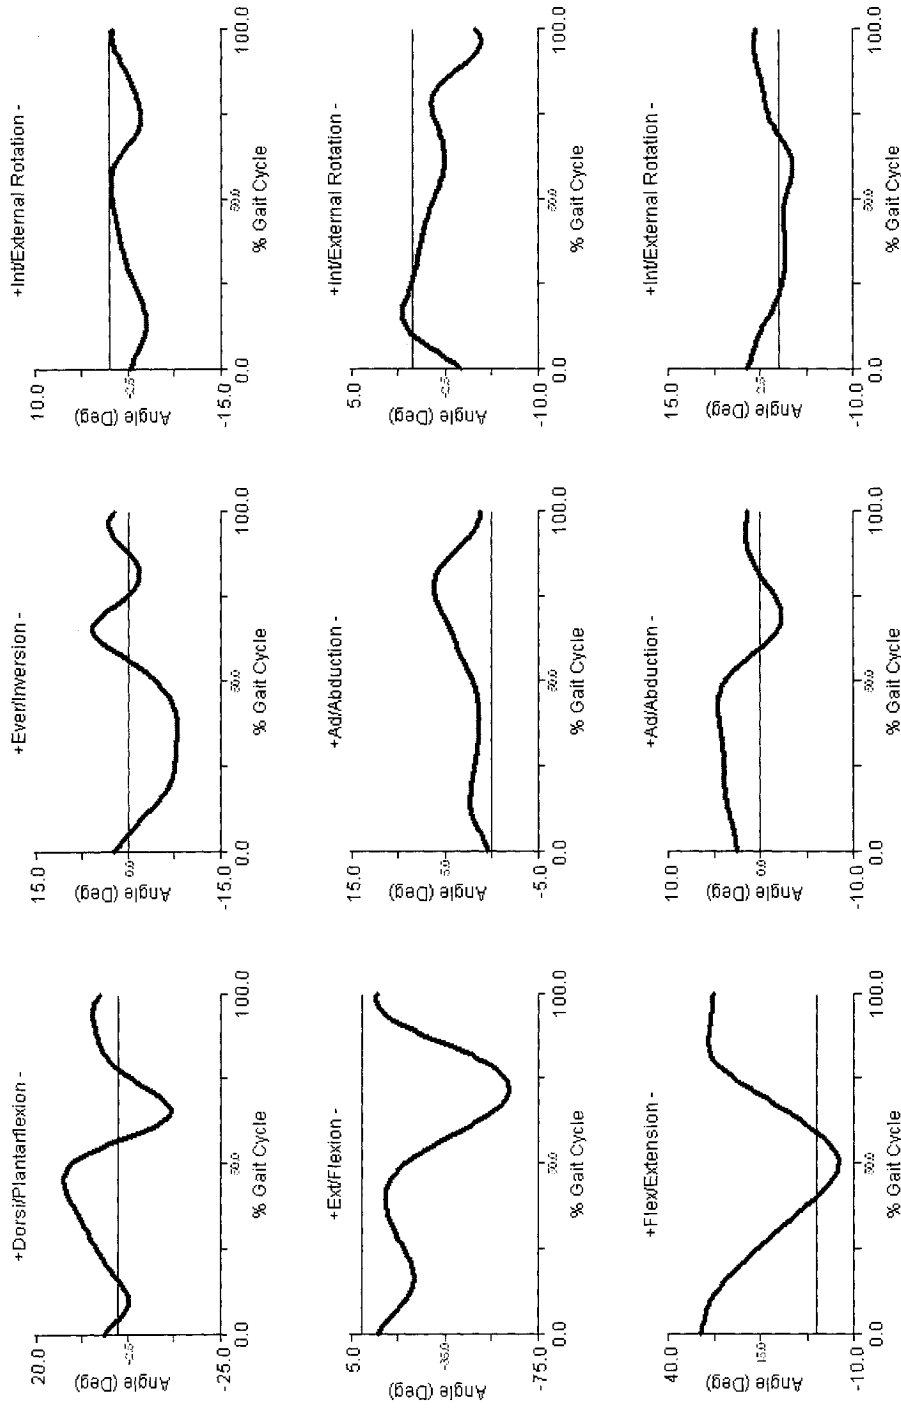 +Dorsi/Plantarflexion -
20.0
Angle (Deg)
-2.5
-25.0
0.0
50.0
100.0
% Gait Cycle
+Ever/Inversion -
15.0
Angle (Deg)
0.0
-15.0
0.0
50.0
100.0
% Gait Cycle
+Int/External Rotation -
10.0
Angle (Deg)
-2.5
-15.0
0.0
50.0
100.0
% Gait Cycle
+Ext/Flexion -
5.0
Angle (Deg)
-35.0
-75.0
0.0
50.0
100.0
% Gait Cycle
+Ad/Abduction -
15.0
Angle (Deg)
5.0
-5.0
0.0
50.0
100.0
% Gait Cycle
+Int/External Rotation -
5.0
Angle (Deg)
-2.5
-10.0
0.0
50.0
100.0
% Gait Cycle
+Flex/Extension -
40.0
Angle (Deg)
15.0
-10.0
0.0
50.0
100.0
% Gait Cycle
+Ad/Abduction -
10.0
Angle (Deg)
0.0
-10.0
0.0
50.0
100.0
% Gait Cycle
+Int/External Rotation -
15.0
Angle (Deg)
2.5
-10.0
0.0
50.0
100.0
% Gait Cycle